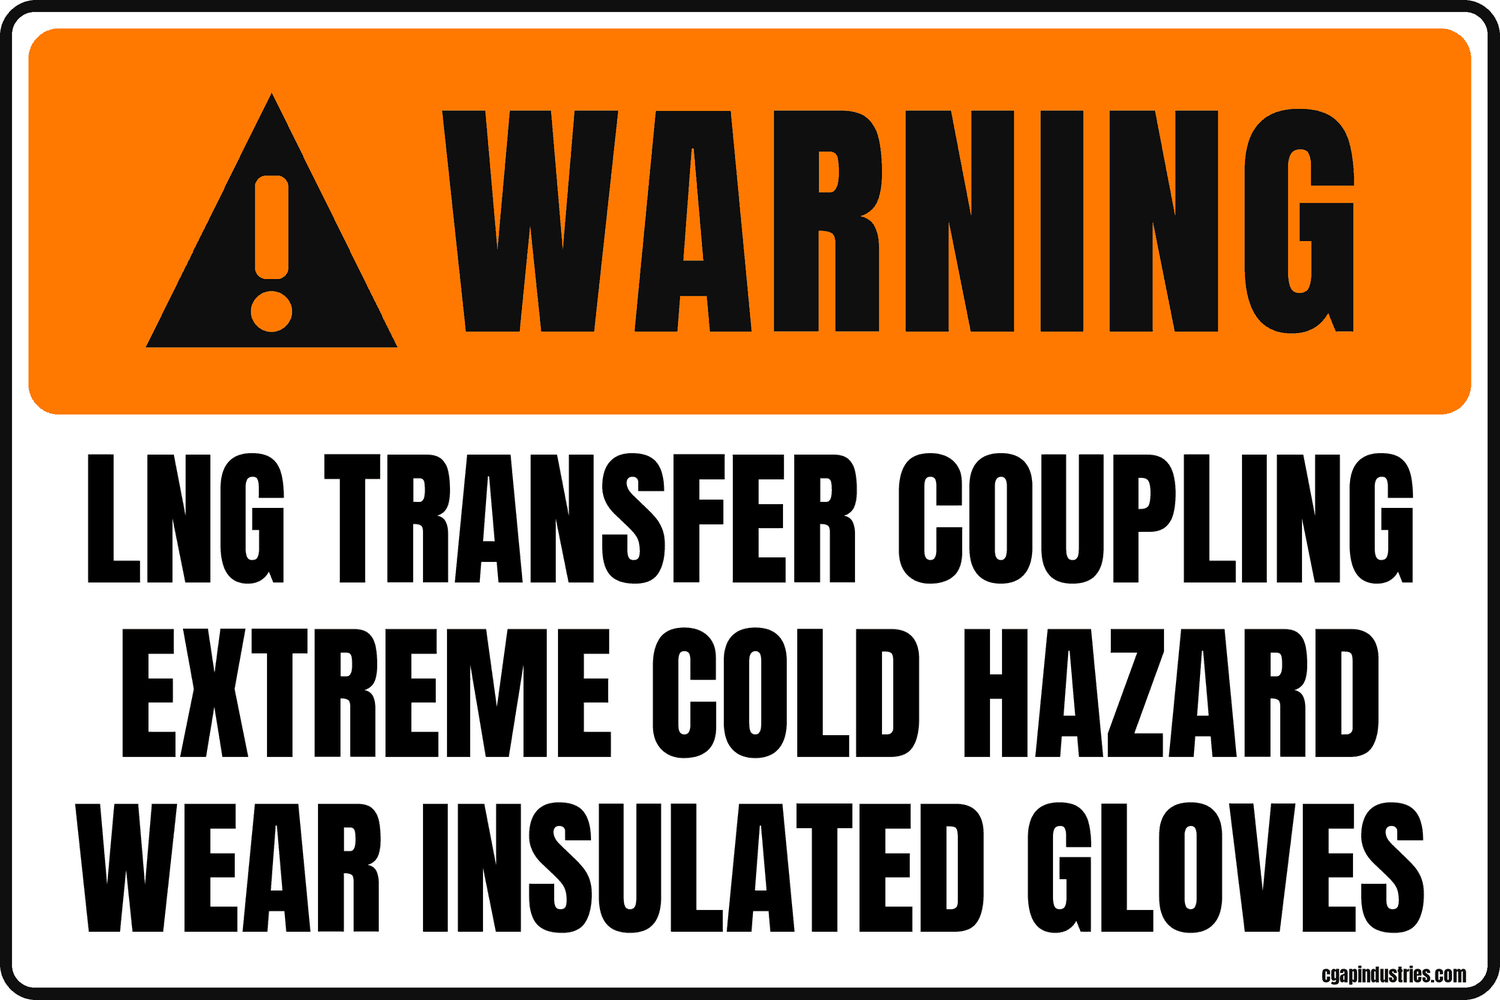 WARNING
LNG TRANSFER COUPLING
EXTREME COLD HAZARD
WEAR INSULATED GLOVES
cgapindustries.com